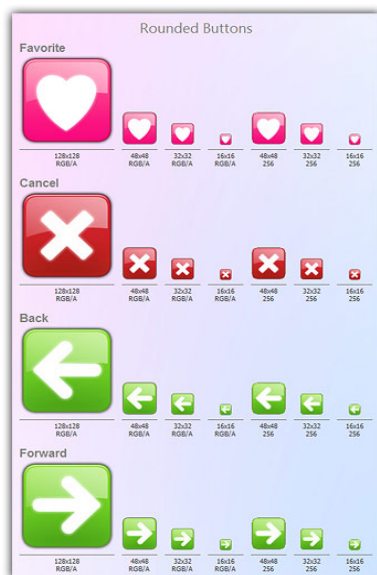 Rounded Buttons
Favorite
128x128 48x48 32x32 16x16 48x48 32x32 16x16
RGB/A RGB/A RGB/A RGB/A 256 256 256
Cancel
128x128 48x48 32x32 16x16 48x48 32x32 16x16
RGB/A RGB/A RGB/A RGB/A 256 256 256
Back
128x128 48x48 32x32 16x16 48x48 32x32 16x16
RGB/A RGB/A RGB/A RGB/A 256 256 256
Forward
128x128 48x48 32x32 16x16 48x48 32x32 16x16
RGB/A RGB/A RGB/A RGB/A 256 256 256